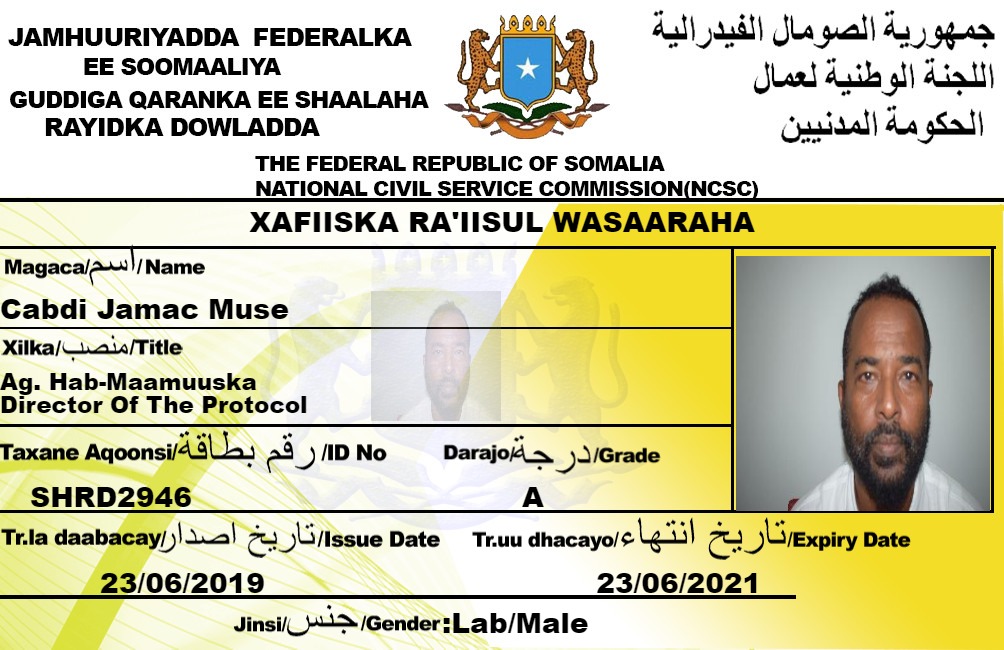 JAMHUURIYADDA FEDERALKA
EE SOOMAALIYA
GUDDIGA QARANKA EE SHAALAHA
RAYIDKA DOWLADDA
جمهورية الصومال الفيدرالية
اللجنة الوطنية لعمال
الحكومة المدنيين
THE FEDERAL REPUBLIC OF SOMALIA
NATIONAL CIVIL SERVICE COMMISSION(NCSC)
XAFIISKA RA'IISUL WASAARAHA
Magaca/اسم/Name
Cabdi Jamac Muse
Xilka/منصب/Title
Ag. Hab-Maamuuska
Director Of The Protocol
Taxane Aqoonsi/رقم بطاقة/ID No
Darajo/درجة/Grade
SHRD2946
A
Tr.la daabacay/تاريخ اصدار/Issue Date
Tr.uu dhacayo/تاريخ انتهاء/Expiry Date
23/06/2019
23/06/2021
Jinsi/جنس/Gender:Lab/Male